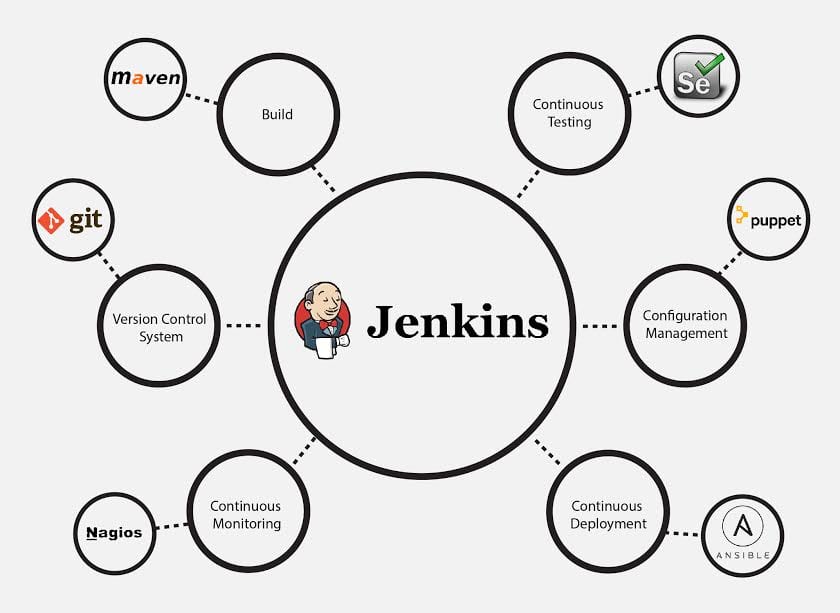 maven
Build
Continuous
Testing
Se
git
puppet
Version Control
System
Jenkins
Configuration
Management
Continuous
Monitoring
Continuous
Deployment
Nagios
A
ANSIBLE